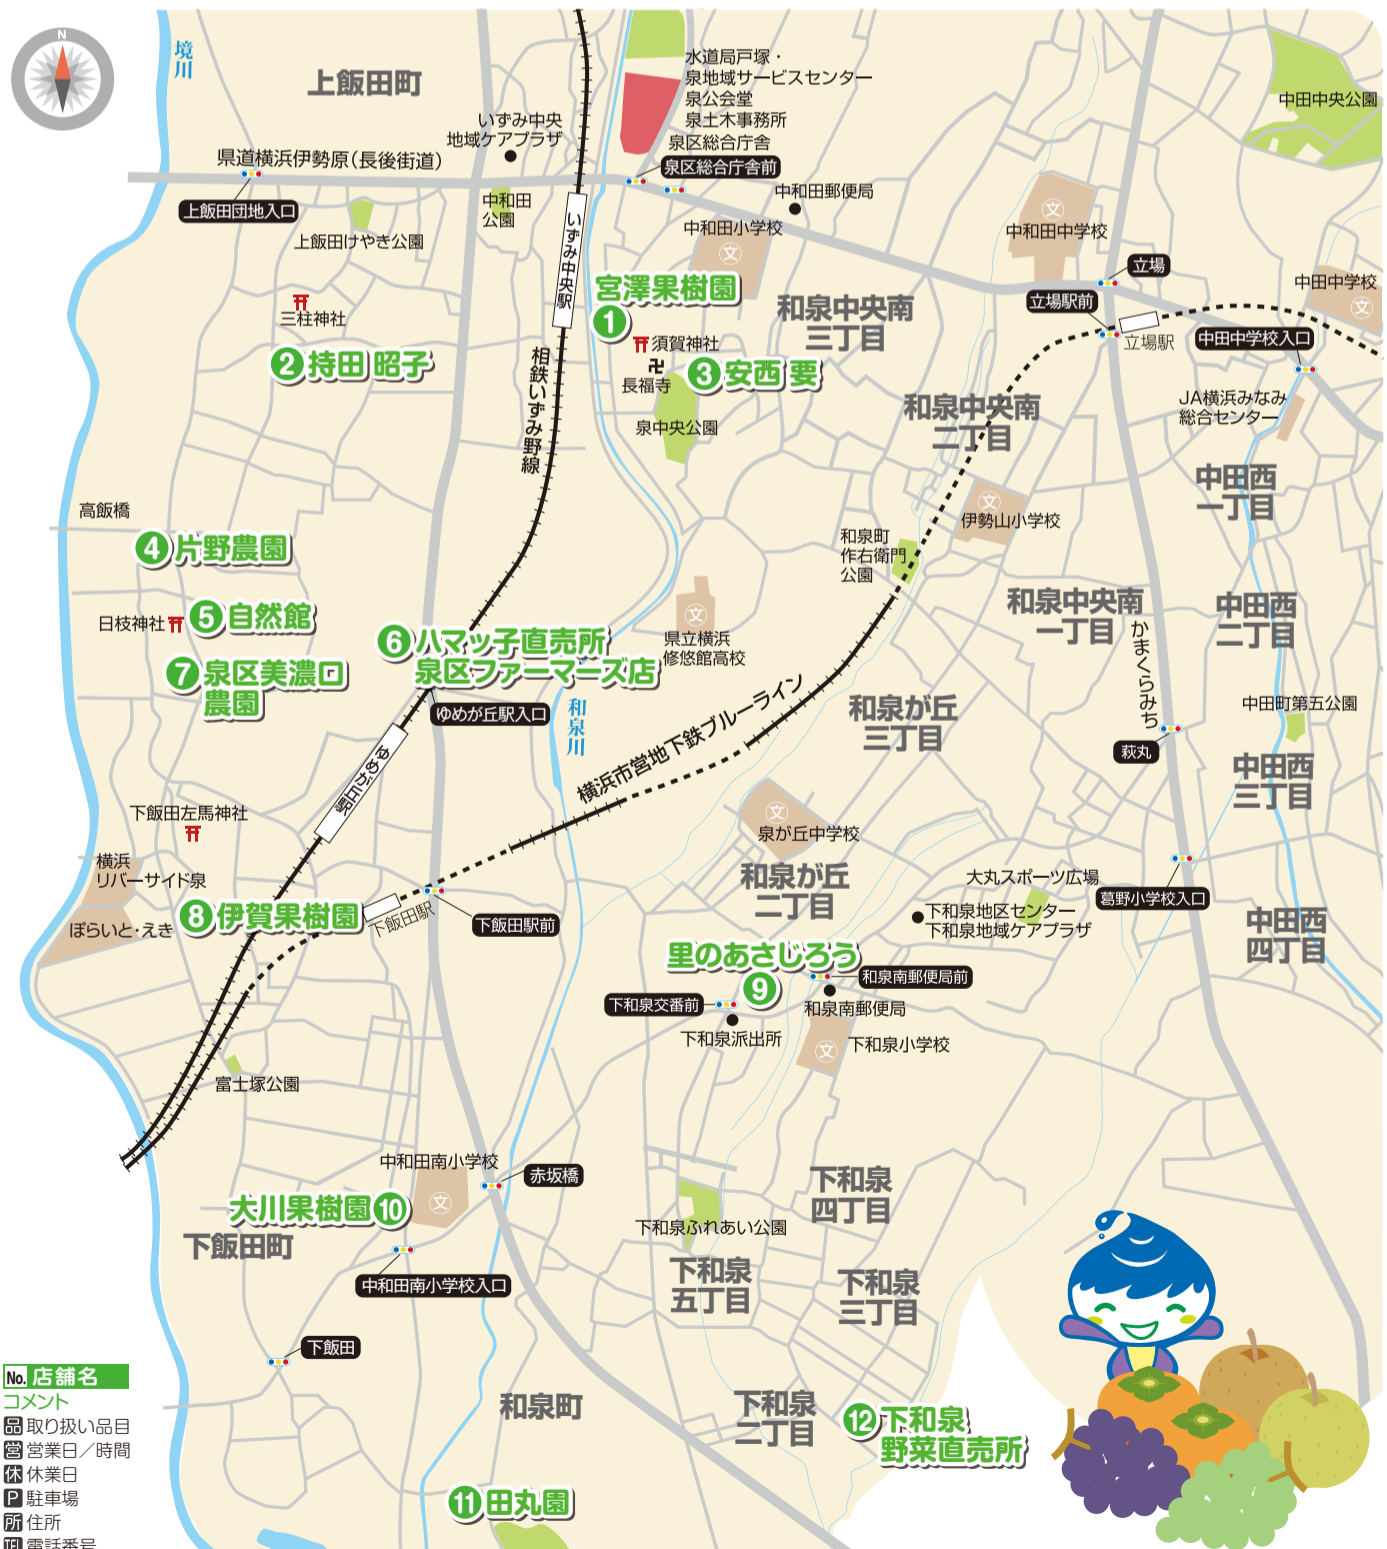 N
境川
上飯田町
水道局戸塚・
泉地域サービスセンター
泉公会堂
泉土木事務所
泉区総合庁舎
中田中央公園
いずみ中央
地域ケアプラザ
県道横浜伊勢原(長後街道)
泉区総合庁舎前
中和田郵便局
上飯田団地入口
中和田
公園
上飯田けやき公園
いずみ中央駅
中和田小学校
文
中和田中学校
文
立場
中田中学校
文
宮澤果樹園
1
和泉中央南
三丁目
立場駅前
立場駅
中田中学校入口
三柱神社
須賀神社
卍
長福寺
2 持田 昭子
3 安西 要
相鉄いずみ野線
泉中央公園
和泉中央南
二丁目
JA横浜みなみ
総合センター
中田西
一丁目
高飯橋
文
伊勢山小学校
4 片野農園
和泉町
作右衛門
公園
日枝神社
5 自然館
文
県立横浜
修悠館高校
和泉中央南
一丁目
中田西
二丁目
かまくらみち
6 ハマッ子直売所
泉区ファーマーズ店
7 泉区美濃口
農園
ゆめが丘駅入口
和泉川
横浜市営地下鉄ブルーライン
和泉が丘
三丁目
中田町第五公園
萩丸
ゆめが丘駅
中田西
三丁目
下飯田左馬神社
文
泉が丘中学校
横浜
リバーサイド泉
和泉が丘
二丁目
大丸スポーツ広場
葛野小学校入口
8 伊賀果樹園
下飯田駅
下飯田駅前
下和泉地区センター
下和泉地域ケアプラザ
中田西
四丁目
ぽらいと・えき
里のあさじろう
9
和泉南郵便局前
下和泉交番前
和泉南郵便局
下和泉派出所
文
下和泉小学校
富士塚公園
中和田南小学校
文
赤坂橋
大川果樹園 10
下飯田町
下和泉
四丁目
下和泉ふれあい公園
中和田南小学校入口
下和泉
五丁目
下和泉
三丁目
下飯田
No. 店舗名
コメント
品 取り扱い品目
営 営業日／時間
休 休業日
P 駐車場
所 住所
TEL 電話番号
和泉町
下和泉
二丁目
12 下和泉
野菜直売所
11 田丸園